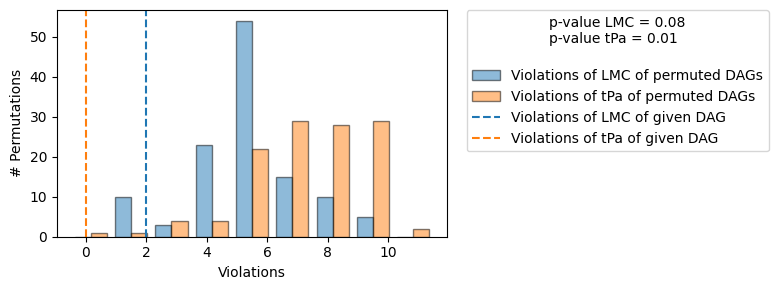 50
40
30
20
10
0
# Permutations
0
2
4
6
8
10
Violations
p-value LMC = 0.08
p-value tPa = 0.01
Violations of LMC of permuted DAGs
Violations of tPa of permuted DAGs
Violations of LMC of given DAG
Violations of tPa of given DAG